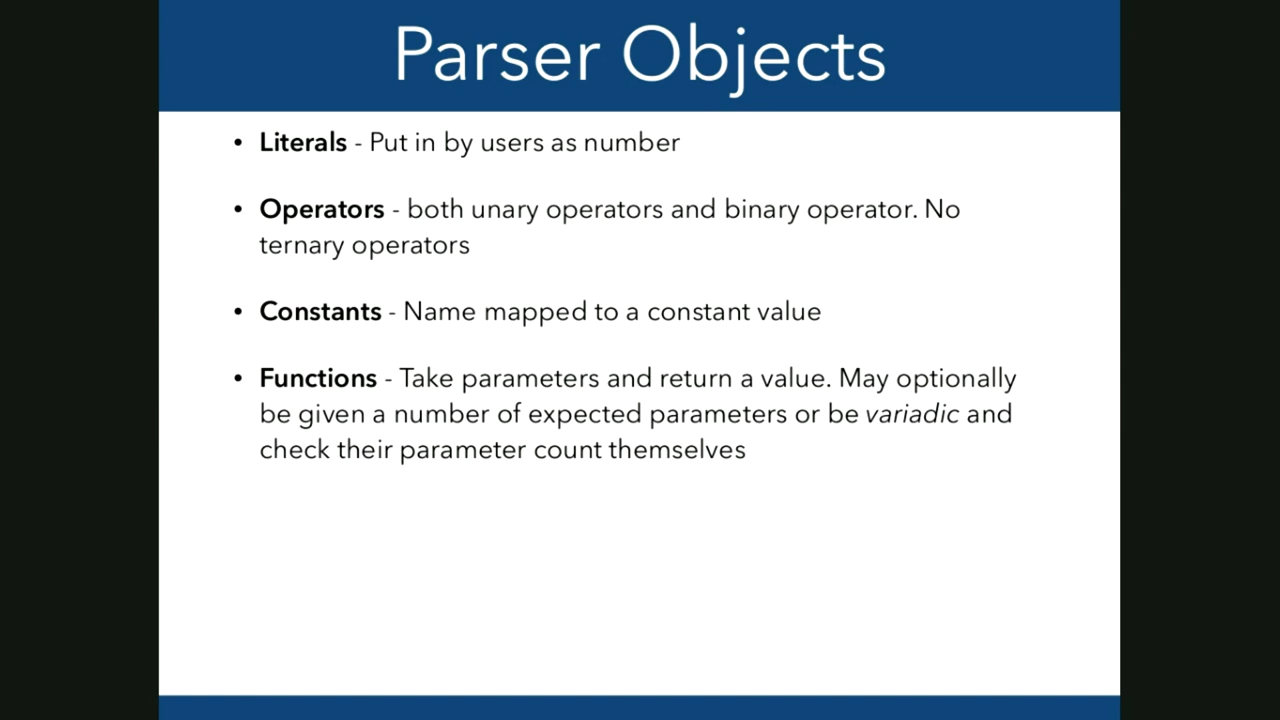 Parser Objects
• Literals - Put in by users as number
• Operators - both unary operators and binary operator. No
ternary operators
• Constants - Name mapped to a constant value
• Functions - Take parameters and return a value. May optionally
be given a number of expected parameters or be variadic and
check their parameter count themselves